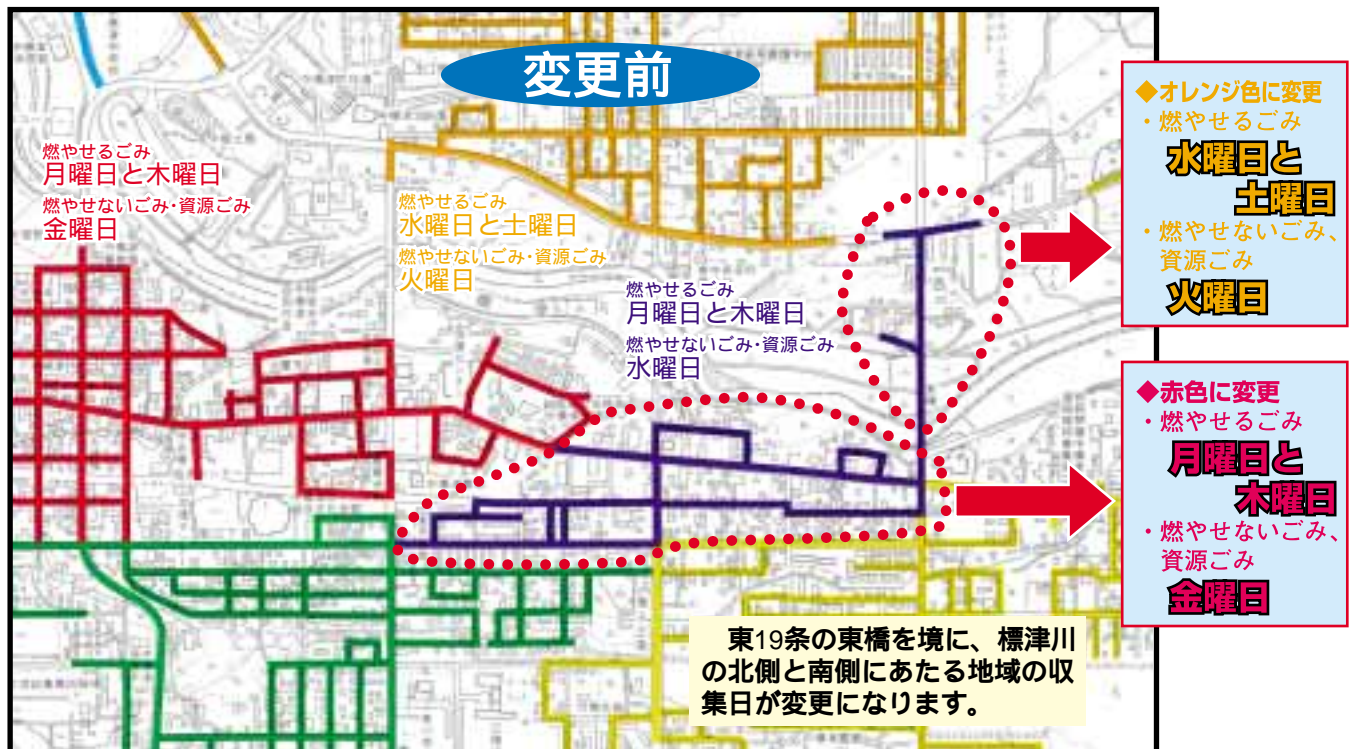 変更前
燃やせるごみ
月曜日と木曜日
燃やせないごみ・資源ごみ
金曜日
燃やせるごみ
水曜日と土曜日
燃やせないごみ・資源ごみ
火曜日
燃やせるごみ
月曜日と木曜日
燃やせないごみ・資源ごみ
水曜日
◆オレンジ色に変更
・燃やせるごみ
水曜日と
土曜日
・燃やせないごみ、
資源ごみ
火曜日
◆赤色に変更
・燃やせるごみ
月曜日と
木曜日
・燃やせないごみ、
資源ごみ
金曜日
東19条の東橋を境に、標津川
の北側と南側にあたる地域の収
集日が変更になります。